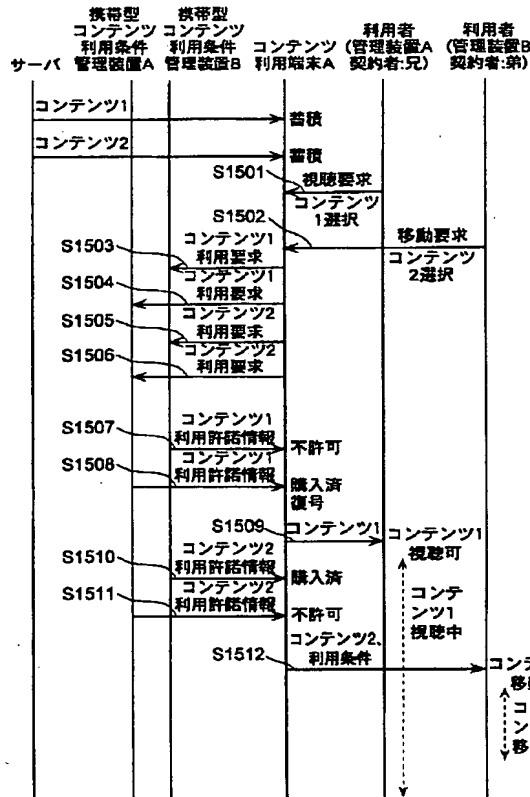 サーバ
携帯型
コンテンツ
利用条件
管理装置A
携帯型
コンテンツ
利用条件
管理装置B
コンテンツ
利用端末A
利用者
(管理装置A
契約者:兄)
利用者
(管理装置B
契約者:弟)
コンテンツ1
蓄積
コンテンツ2
蓄積
S1501
視聴要求
コンテンツ
1選択
S1502
移動要求
コンテンツ
2選択
S1503
コンテンツ1
利用要求
S1504
コンテンツ1
利用要求
S1505
コンテンツ2
利用要求
S1506
コンテンツ2
利用要求
S1507
コンテンツ1
利用許諾情報
不許可
S1508
コンテンツ1
利用許諾情報
購入済
復号
S1509
コンテンツ1
コンテンツ1
視聴可
S1510
コンテンツ2
利用許諾情報
購入済
S1511
コンテンツ2
利用許諾情報
不許可
コンテ
ンツ1
視聴中
S1512
コンテンツ2、
利用条件
コンテ
移
コ
ン
移